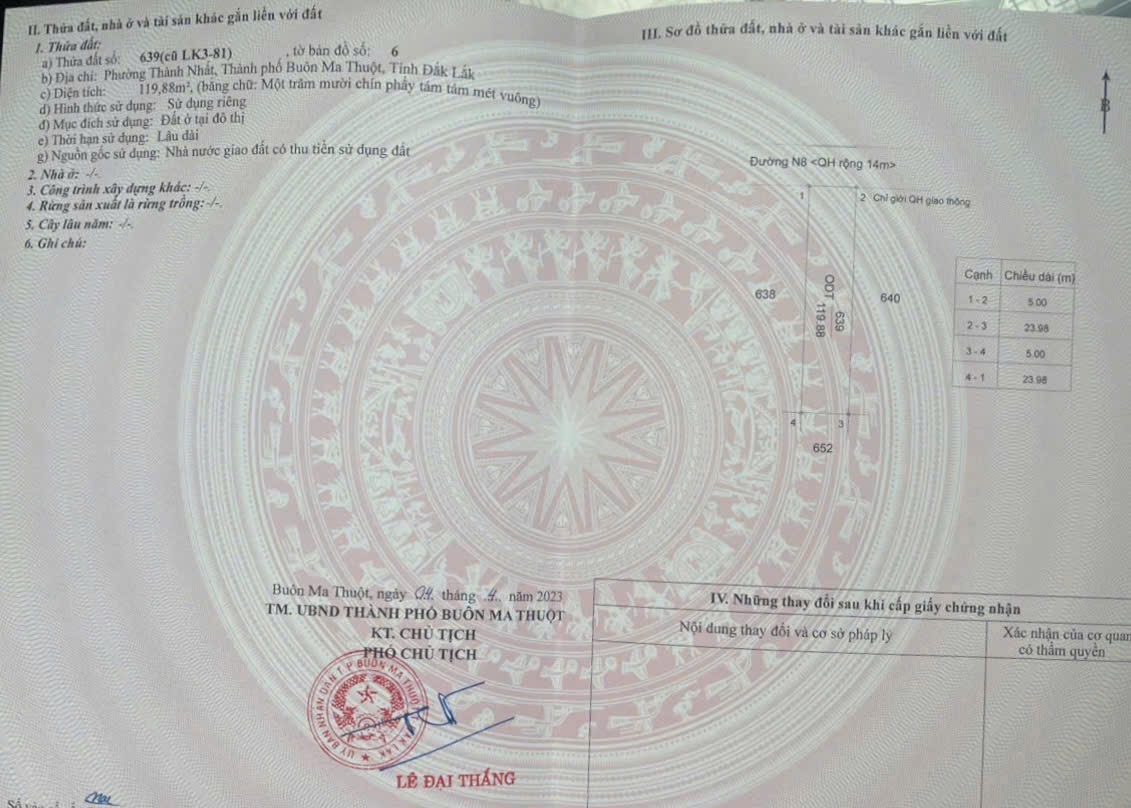 II. Thửa đất, nhà ở và tài sản khác gắn liền với đất
1. Thửa đất:
a) Thửa đất số: 639(cũ LK3-81) , tờ bản đồ số: 6
b) Địa chỉ: Phường Thành Nhất, Thành phố Buôn Ma Thuột, Tỉnh Đắk Lắk
c) Diện tích: 119,88m², (bằng chữ: Một trăm mười chín phẩy tám tám mét vuông)
d) Hình thức sử dụng: Sử dụng riêng
đ) Mục đích sử dụng: Đất ở tại đô thị
e) Thời hạn sử dụng: Lâu dài
g) Nguồn gốc sử dụng: Nhà nước giao đất có thu tiền sử dụng đất
2. Nhà ở: -/-.
3. Công trình xây dựng khác: -/-.
4. Rừng sản xuất là rừng trồng: -/-.
5. Cây lâu năm: -/-.
6. Ghi chú:
Buôn Ma Thuột, ngày 04 tháng 4 năm 2023
TM. UBND THÀNH PHỐ BUÔN MA THUỘT
KT. CHỦ TỊCH
PHÓ CHỦ TỊCH
ỦY BAN NHÂN DÂN T.P BUÔN MA THUỘT
ĐẮK LẮK
LÊ ĐẠI THẮNG
III. Sơ đồ thửa đất, nhà ở và tài sản khác gắn liền với đất
B
Đường N8 <QH rộng 14m>
1
2 Chỉ giới QH giao thông
638
ODT 639
119.88
640
4
3
652
Cạnh Chiều dài (m)
1 - 2 5.00
2 - 3 23.98
3 - 4 5.00
4 - 1 23.98
IV. Những thay đổi sau khi cấp giấy chứng nhận
Nội dung thay đổi và cơ sở pháp lý
Xác nhận của cơ quan
có thẩm quyền